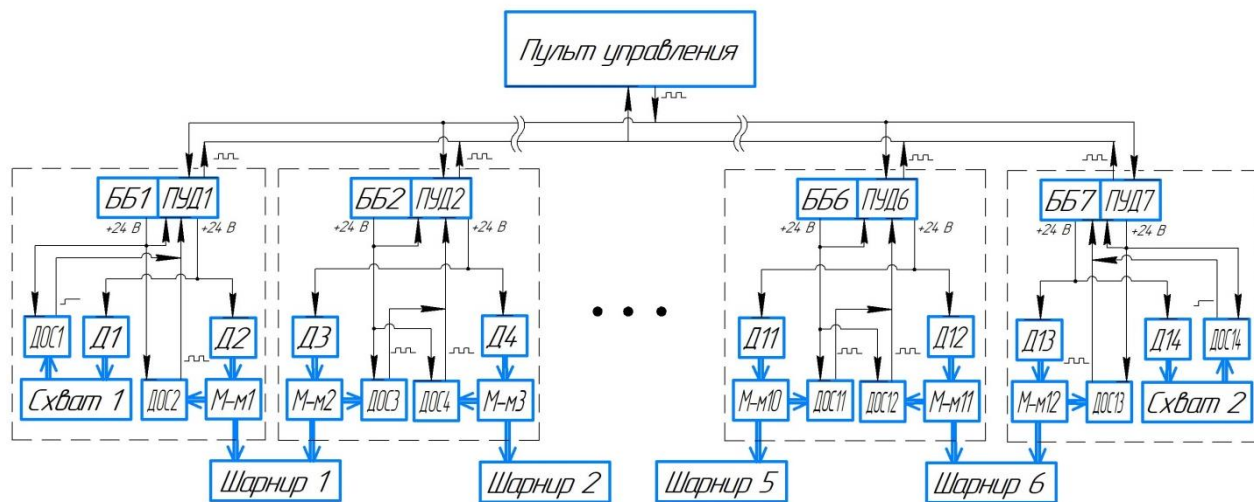 Пульт управления
ББ1 ПУД1 ББ2 ПУД2 ББ6 ПУД6 ББ7 ПУД7
+24 В +24 В +24 В +24 В +24 В +24 В +24 В +24 В
ДОС1 Д1 Д2 Д3 Д4 Д11 Д12 Д13 Д14 ДОС14
Схват 1 ДОС2 М-м1 М-м2 ДОС3 ДОС4 М-м3 М-м10 ДОС11 ДОС12 М-м11 М-м12 ДОС13 Схват 2
Шарнир 1 Шарнир 2 Шарнир 5 Шарнир 6